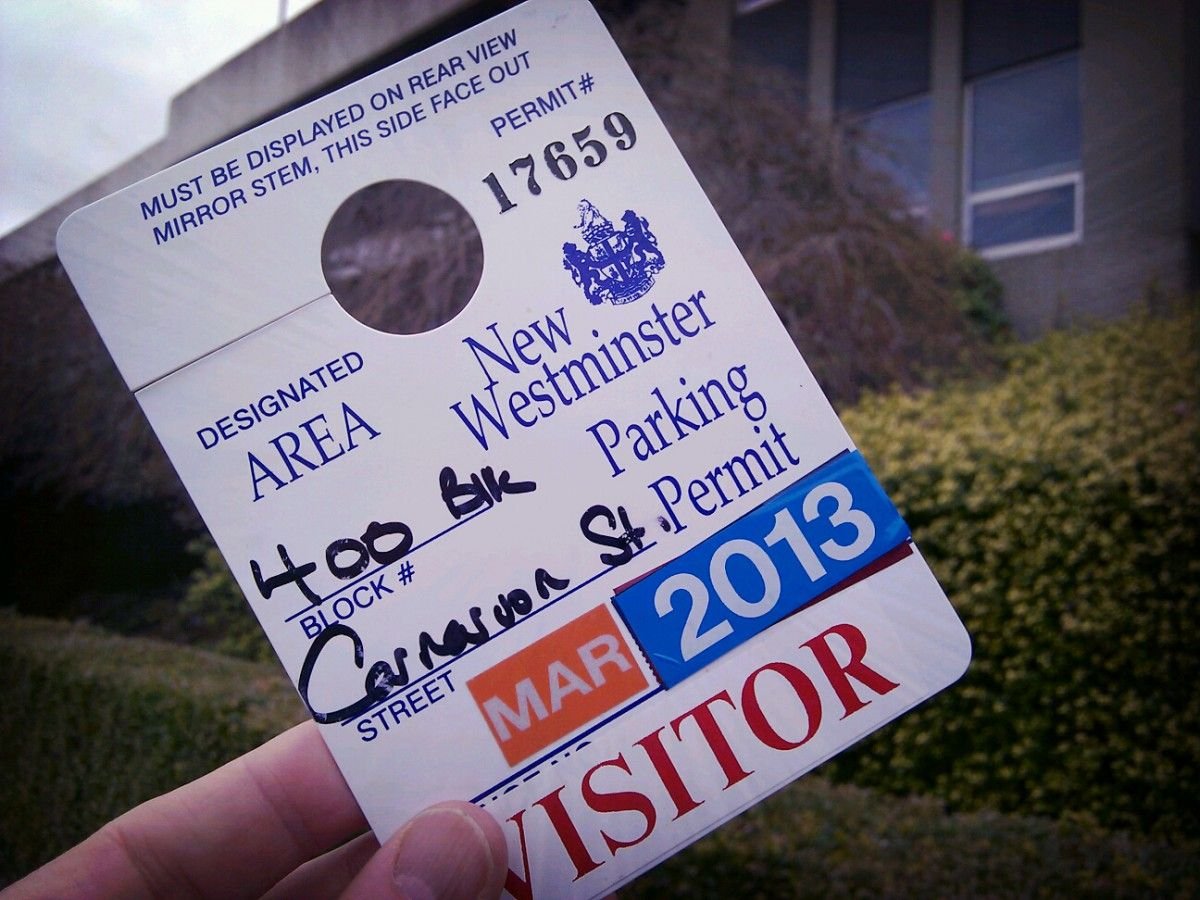 MUST BE DISPLAYED ON REAR VIEW
MIRROR STEM, THIS SIDE FACE OUT
PERMIT#
17659
New
Westminster
Parking
Permit
DESIGNATED
AREA
400 Blk
BLOCK #
Carnarvon St.
STREET
MAR
2013
VISITOR